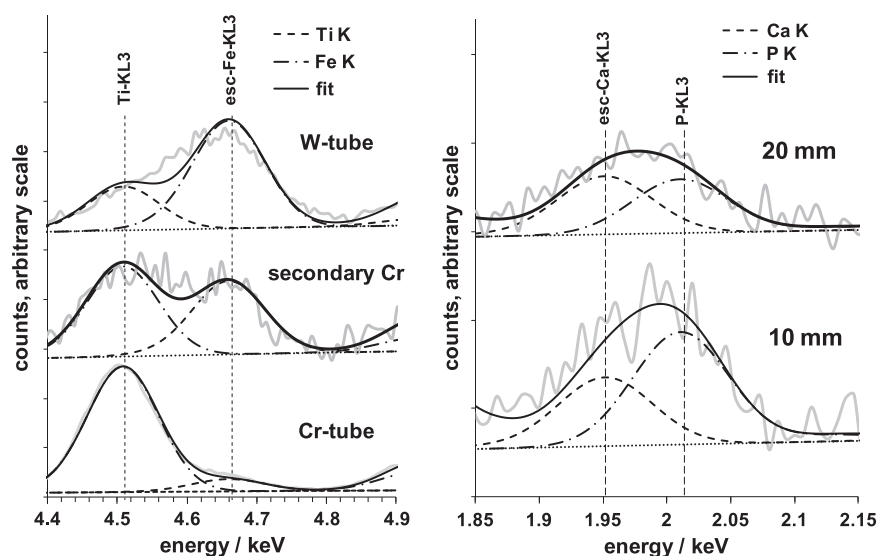 Ti K
Fe K
fit
Ti-KL3
esc-Fe-KL3
W-tube
secondary Cr
Cr-tube
counts, arbitrary scale
4.4 4.5 4.6 4.7 4.8 4.9
energy / keV
Ca K
P K
fit
esc-Ca-KL3
P-KL3
20 mm
10 mm
counts, arbitrary scale
1.85 1.9 1.95 2 2.05 2.1 2.15
energy / keV